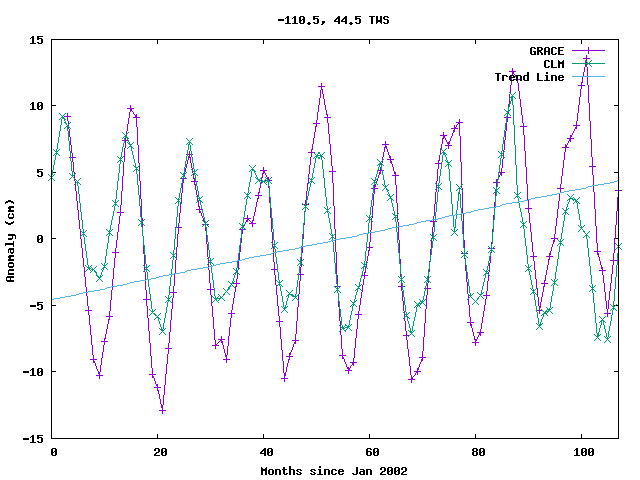 -110.5, 44.5 TWS
GRACE
CLM
Trend Line
15
10
5
0
-5
-10
-15
Anomaly (cm)
0 20 40 60 80 100
Months since Jan 2002